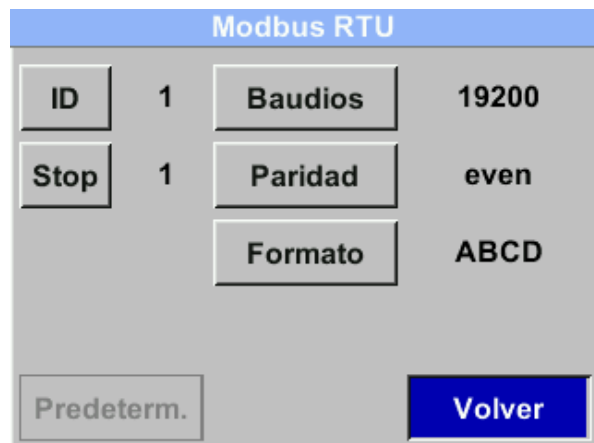 Modbus RTU
ID 1 Baudios 19200
Stop 1 Paridad even
Formato ABCD
Predeterm. Volver